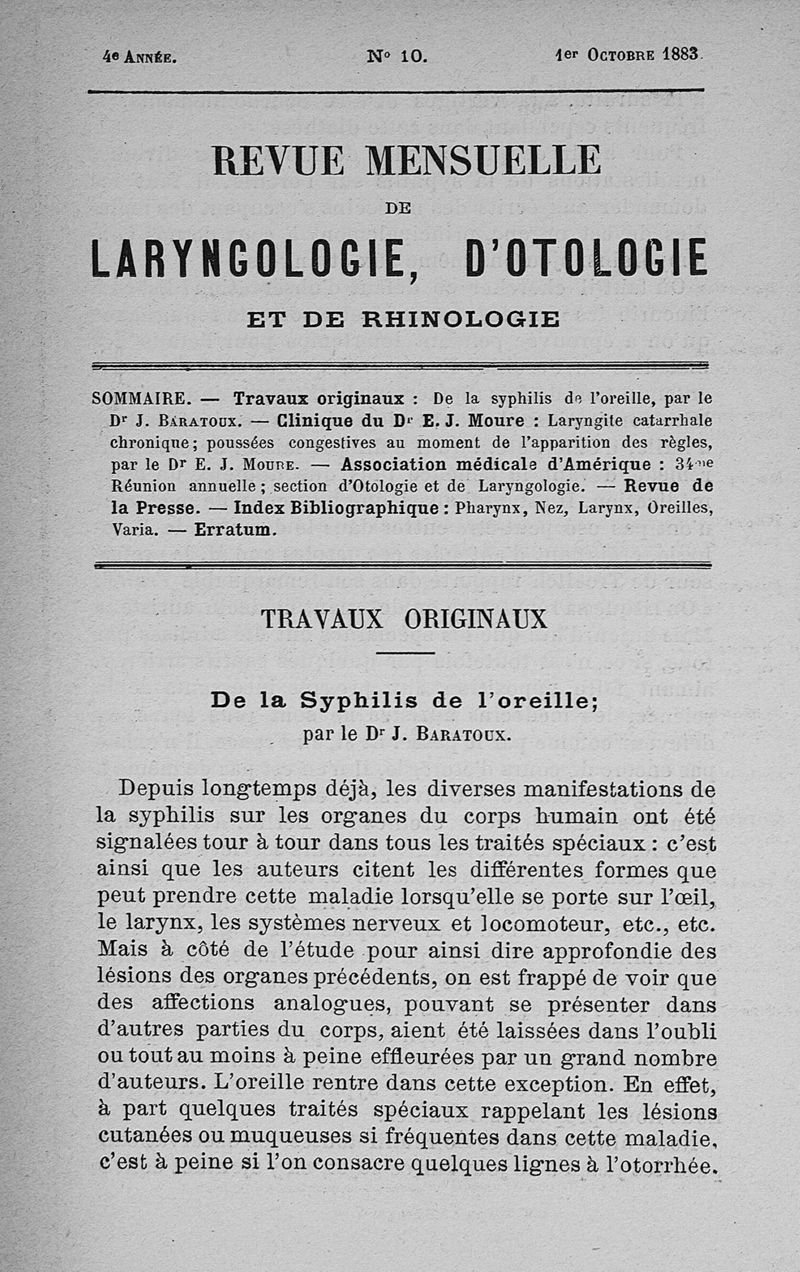 4e ANNÉE. No 10. 1er OCTOBRE 1883.
REVUE MENSUELLE
DE
LARYNGOLOGIE, D'OTOLOGIE
ET DE RHINOLOGIE
SOMMAIRE. — Travaux originaux : De la syphilis de l'oreille, par le
Dr J. BARATOUX. — Clinique du Dr E. J. Moure : Laryngite catarrhale
chronique; poussées congestives au moment de l'apparition des règles,
par le Dr E. J. MOURE. — Association médicale d'Amérique : 34me
Réunion annuelle ; section d'Otologie et de Laryngologie. — Revue de
la Presse. — Index Bibliographique : Pharynx, Nez, Larynx, Oreilles,
Varia. — Erratum.
TRAVAUX ORIGINAUX
De la Syphilis de l'oreille;
par le Dr J. BARATOUX.
Depuis longtemps déjà, les diverses manifestations de
la syphilis sur les organes du corps humain ont été
signalées tour à tour dans tous les traités spéciaux : c'est
ainsi que les auteurs citent les différentes formes que
peut prendre cette maladie lorsqu'elle se porte sur l'œil,
le larynx, les systèmes nerveux et locomoteur, etc., etc.
Mais à côté de l'étude pour ainsi dire approfondie des
lésions des organes précédents, on est frappé de voir que
des affections analogues, pouvant se présenter dans
d'autres parties du corps, aient été laissées dans l'oubli
ou tout au moins à peine effleurées par un grand nombre
d'auteurs. L'oreille rentre dans cette exception. En effet,
à part quelques traités spéciaux rappelant les lésions
cutanées ou muqueuses si fréquentes dans cette maladie,
c'est à peine si l'on consacre quelques lignes à l'otorrhée.